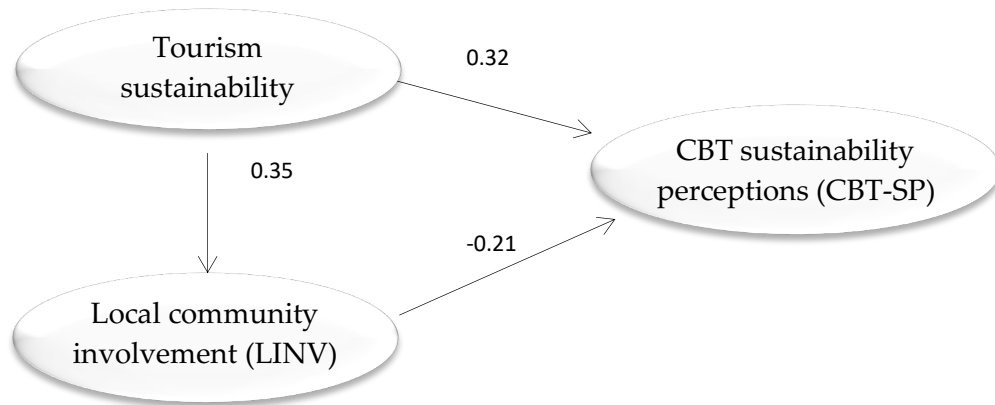 Tourism
sustainability
0.32
CBT sustainability
perceptions (CBT-SP)
0.35
-0.21
Local community
involvement (LINV)